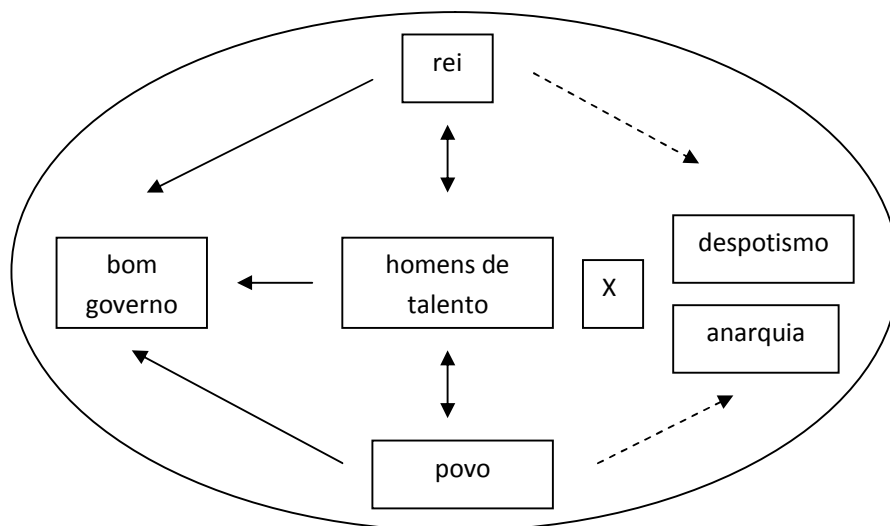 rei
bom
governo
homens de
talento
X
despotismo
anarquia
povo